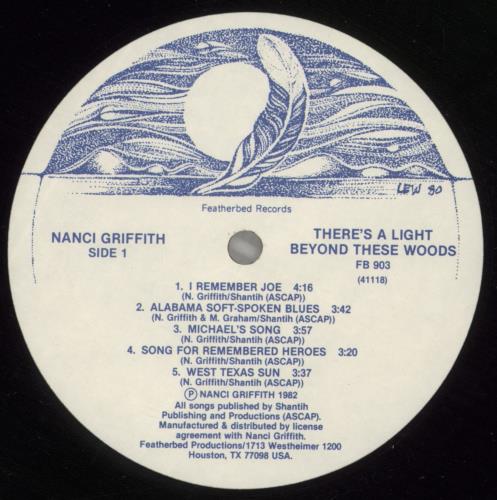 LEW 80
Featherbed Records
NANCI GRIFFITH
SIDE 1
THERE'S A LIGHT
BEYOND THESE WOODS
FB 903
(41118)
1. I REMEMBER JOE 4:16
(N. Griffith/Shantih (ASCAP))
2. ALABAMA SOFT-SPOKEN BLUES 3:42
(N. Griffith & M. Graham/Shantih (ASCAP))
3. MICHAEL'S SONG 3:57
(N. Griffith/Shantih (ASCAP))
4. SONG FOR REMEMBERED HEROES 3:20
(N. Griffith/Shantih (ASCAP))
5. WEST TEXAS SUN 3:37
(N. Griffith/Shantih (ASCAP))
Ⓟ NANCI GRIFFITH 1982
All songs published by Shantih
Publishing and Productions (ASCAP).
Manufactured & distributed by license
agreement with Nanci Griffith.
Featherbed Productions/1713 Westheimer 1200
Houston, TX 77098 USA.